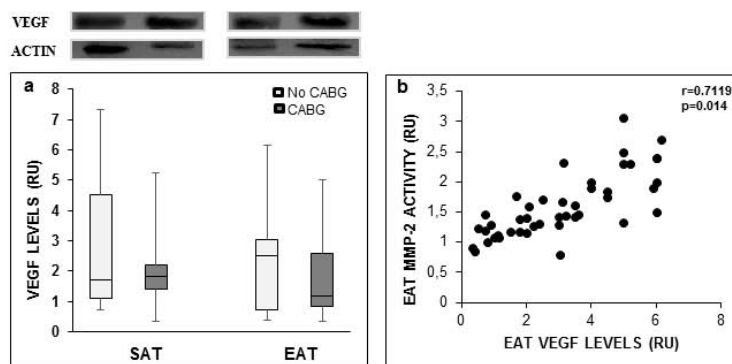 VEGF
ACTIN
a
No CABG
CABG
VEGF LEVELS (RU)
8
7
6
5
4
3
2
1
0
SAT EAT
b
r=0.7119
p=0.014
EAT MMP-2 ACTIVITY (RU)
3,5
3
2,5
2
1,5
1
0,5
0
0 2 4 6 8
EAT VEGF LEVELS (RU)